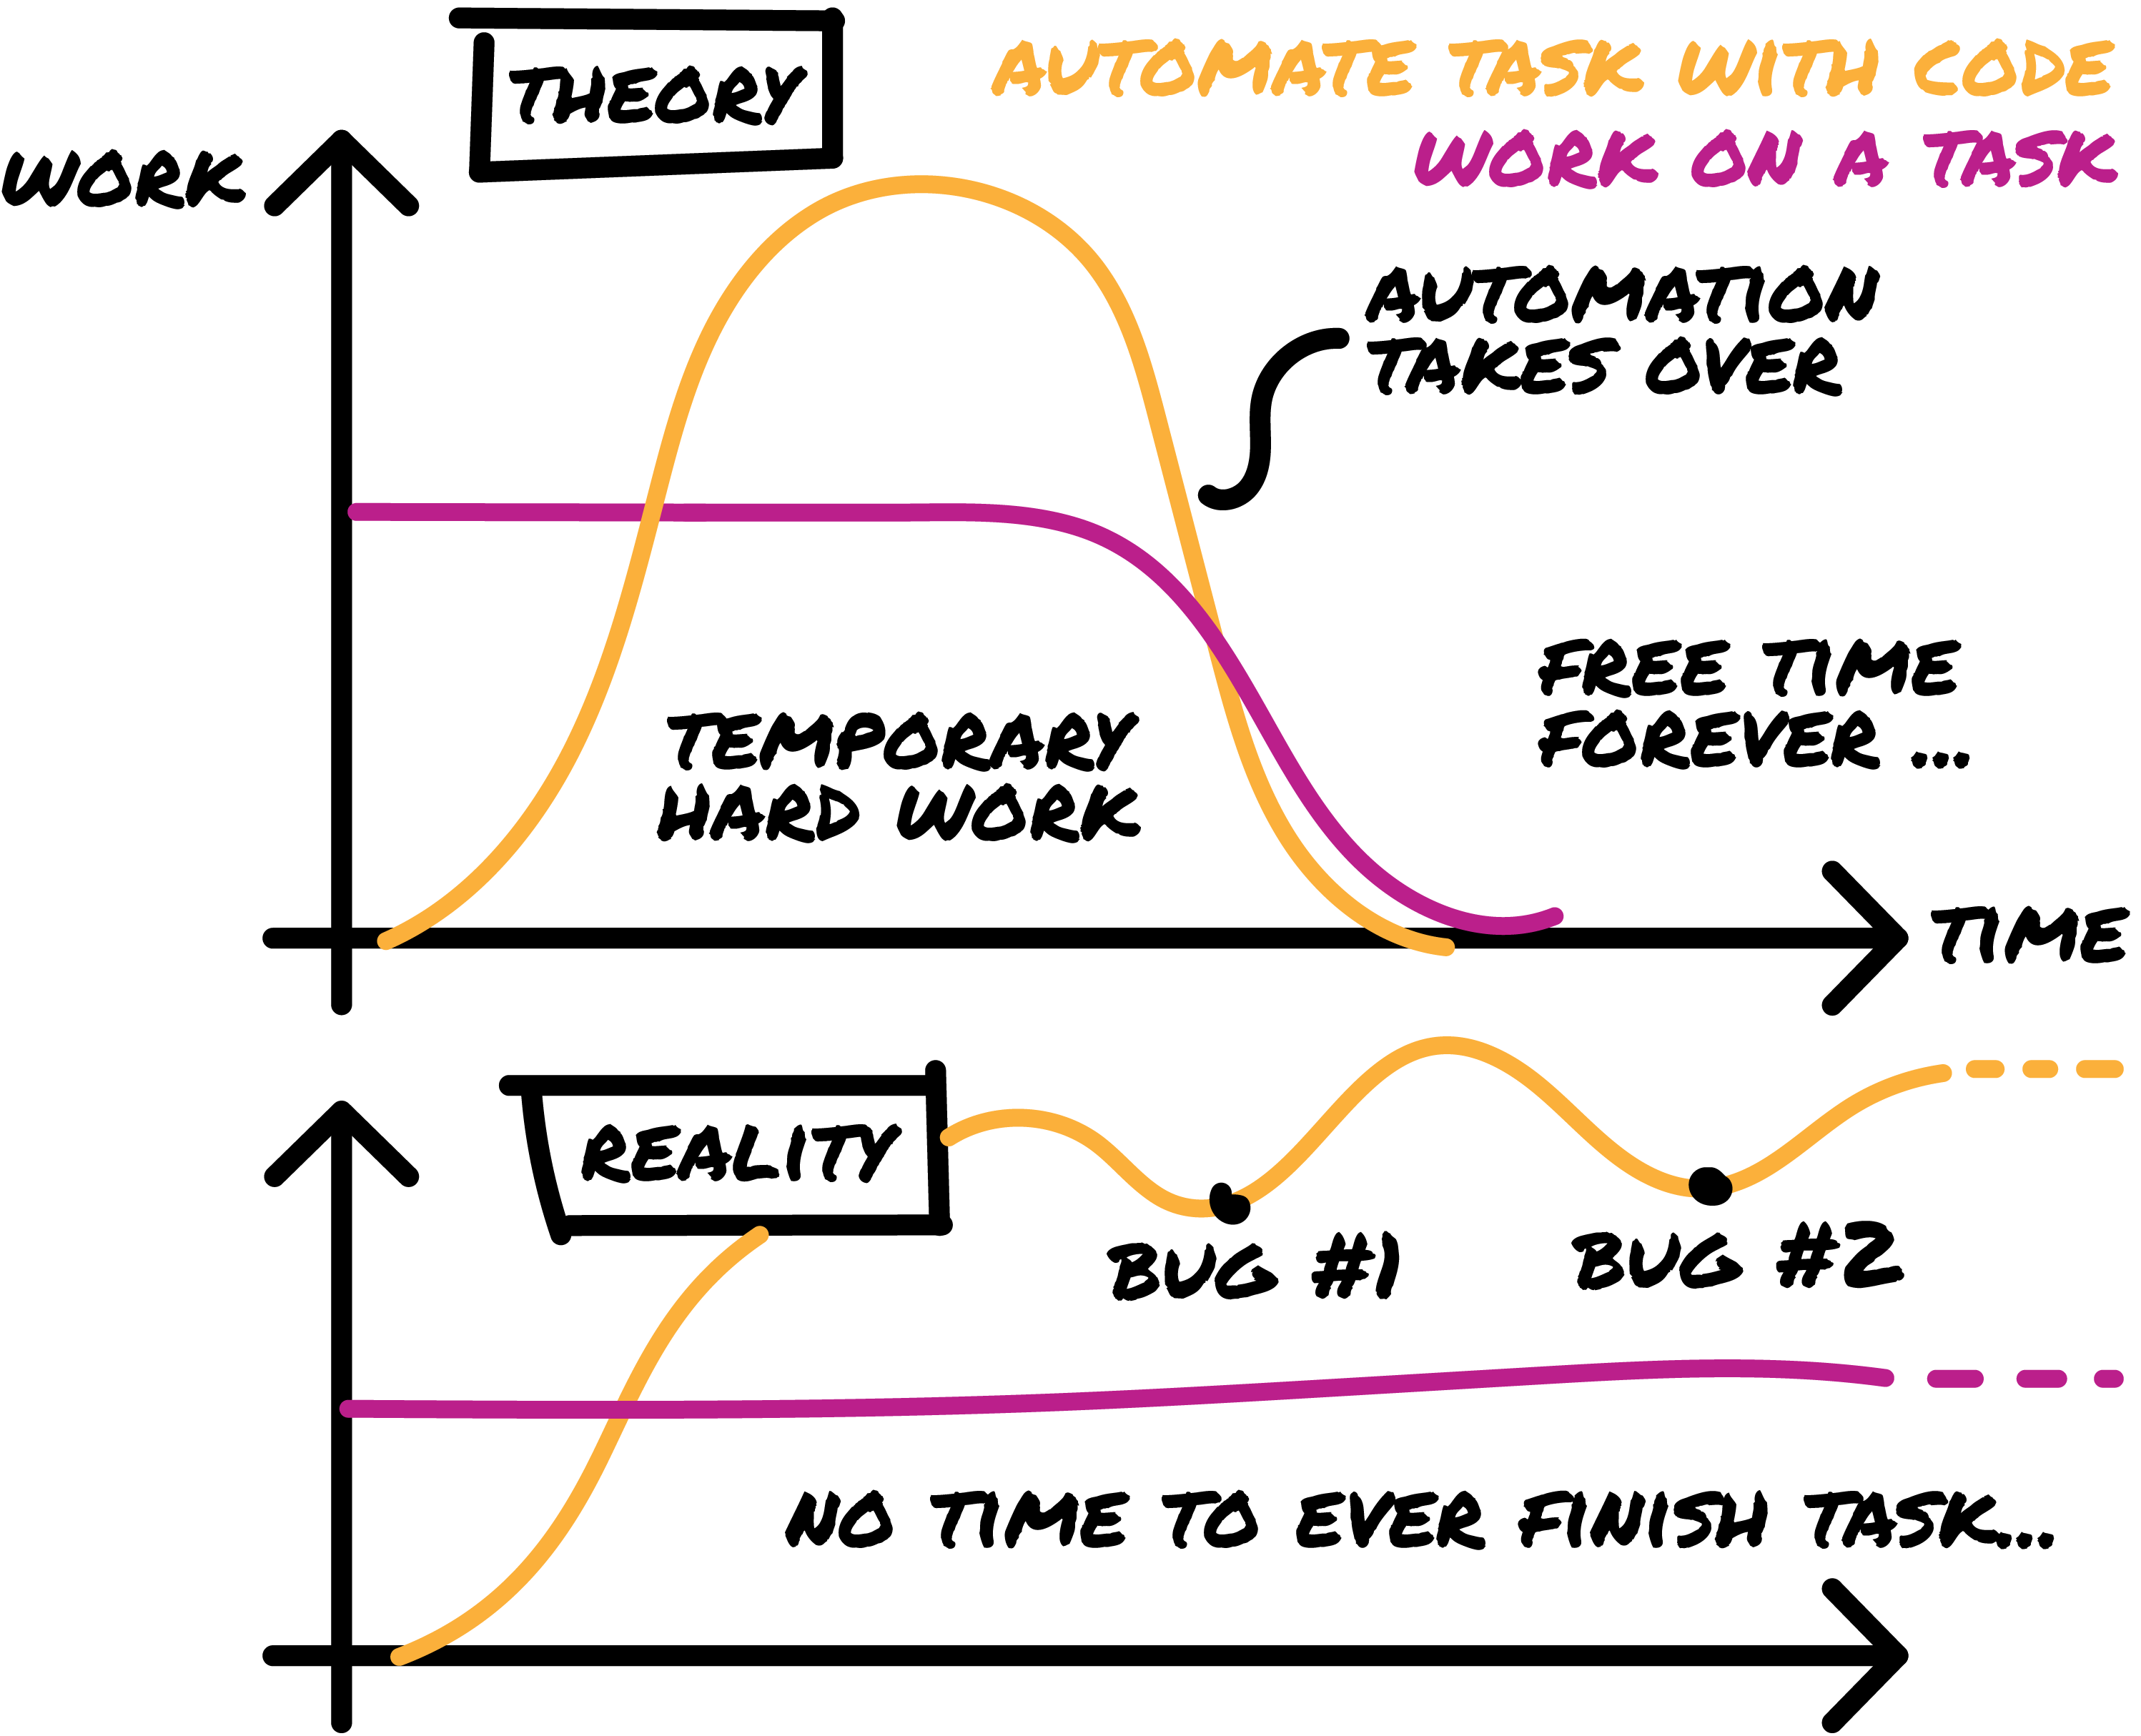 THEORY
AUTOMATE TASK WITH CODE
WORK ON A TASK
WORK
AUTOMATION
TAKES OVER
FREE TIME
FOREVER...
TEMPORARY
HARD WORK
TIME
REALITY
BUG #1
BUG #2
NO TIME TO EVER FINISH TASK...